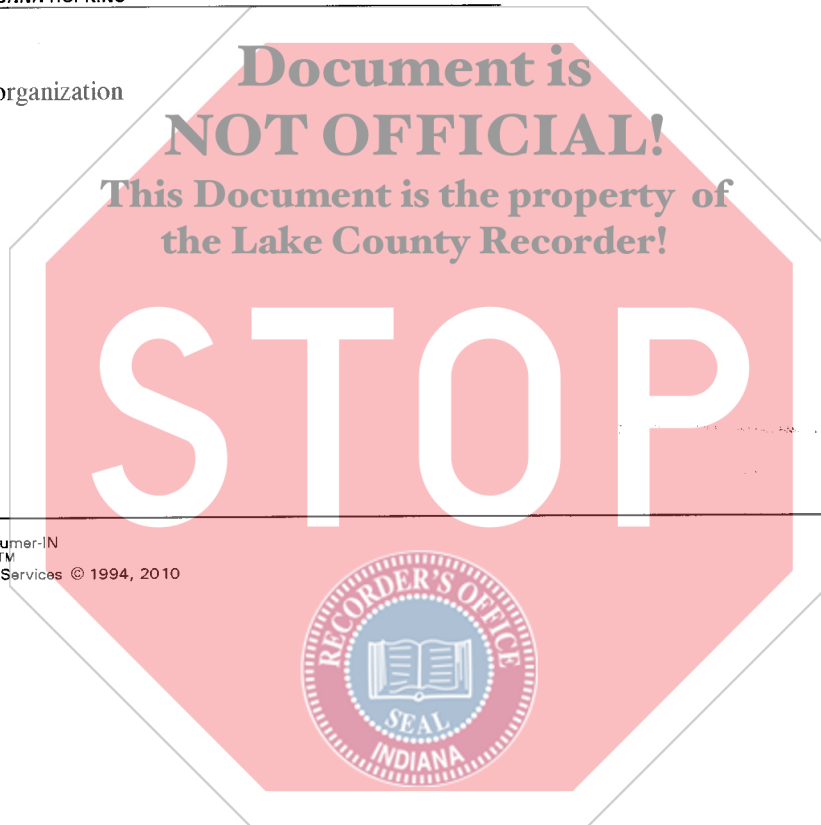 organization
Document is
NOT OFFICIAL!
This Document is the property of
the Lake County Recorder!
STOP
umer-IN
TM
Services © 1994, 2010
RECORDER'S OFFICE
SEAL
INDIANA